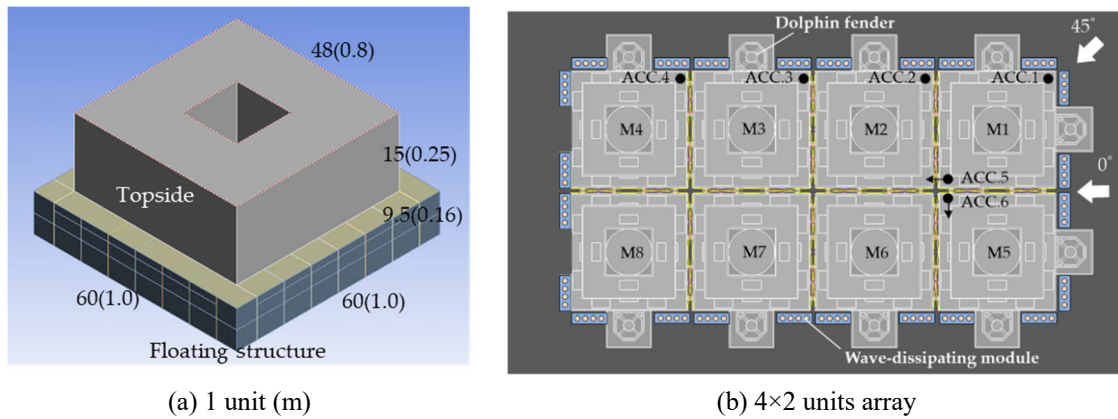 48(0.8)
15(0.25)
Topside
9.5(0.16)
60(1.0)
60(1.0)
Floating structure
(a) 1 unit (m)
Dolphin fender
45°
ACC.4
ACC.3
ACC.2
ACC.1
M4
M3
M2
M1
0°
ACC.5
ACC.6
M8
M7
M6
M5
Wave-dissipating module
(b) 4×2 units array